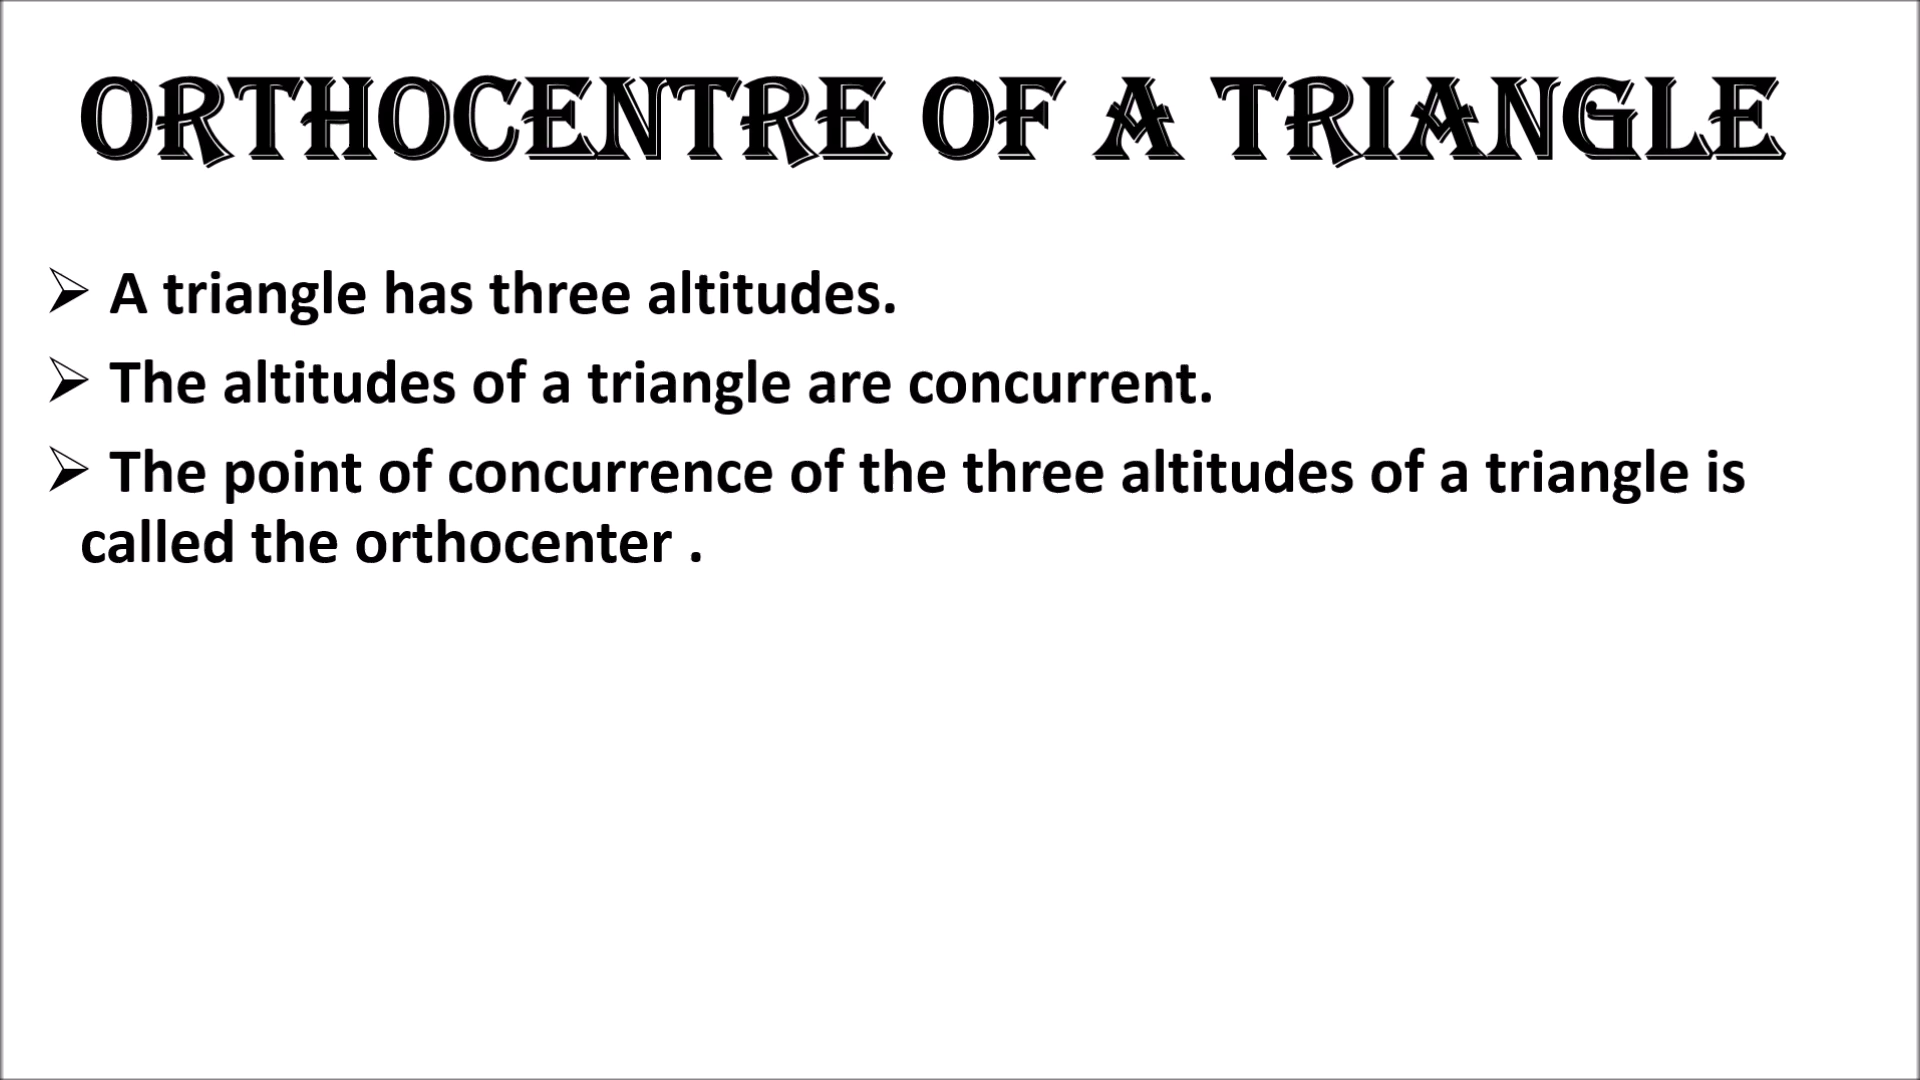 ORTHOCENTRE OF A TRIANGLE
➢ A triangle has three altitudes.
➢ The altitudes of a triangle are concurrent.
➢ The point of concurrence of the three altitudes of a triangle is
called the orthocenter .